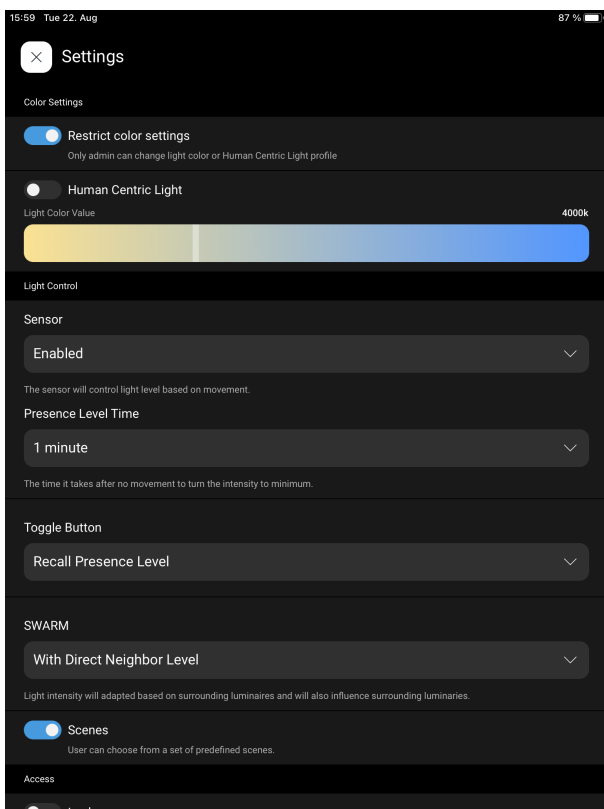 15:59 Tue 22. Aug
87 %
Settings
Color Settings
Restrict color settings
Only admin can change light color or Human Centric Light profile
Human Centric Light
Light Color Value
4000k
Light Control
Sensor
Enabled
The sensor will control light level based on movement.
Presence Level Time
1 minute
The time it takes after no movement to turn the intensity to minimum.
Toggle Button
Recall Presence Level
SWARM
With Direct Neighbor Level
Light intensity will adapted based on surrounding luminaires and will also influence surrounding luminaries.
Scenes
User can choose from a set of predefined scenes.
Access